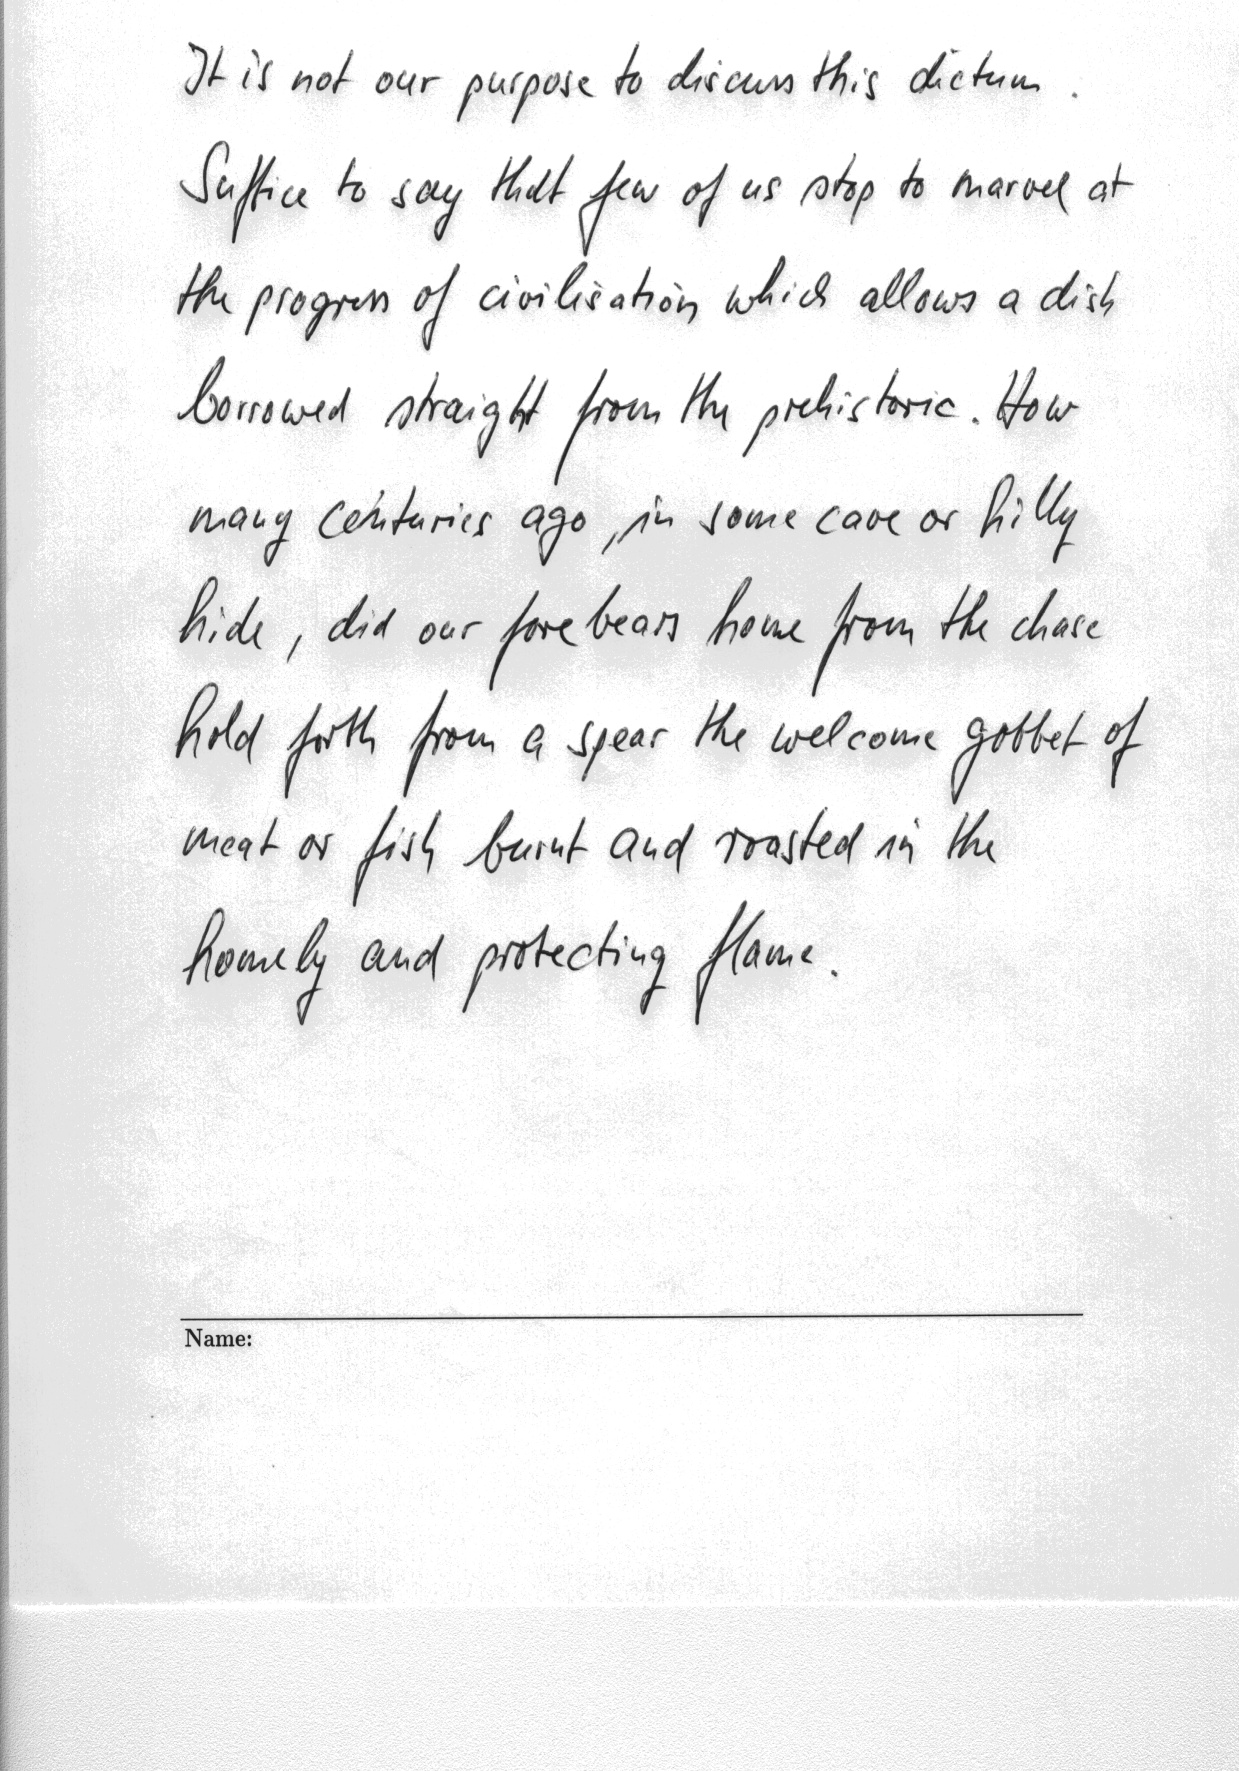 It is not our purpose to discuss this dictum.
Suffice to say that few of us stop to marvel at
the progress of civilisation which allows a dish
borrowed straight from the prehistoric. How
many centuries ago, in some cave or hilly
hide, did our forebears home from the chase
hold forth from a spear the welcome gobbet of
meat or fish burnt and roasted in the
homely and protecting flame.
Name: